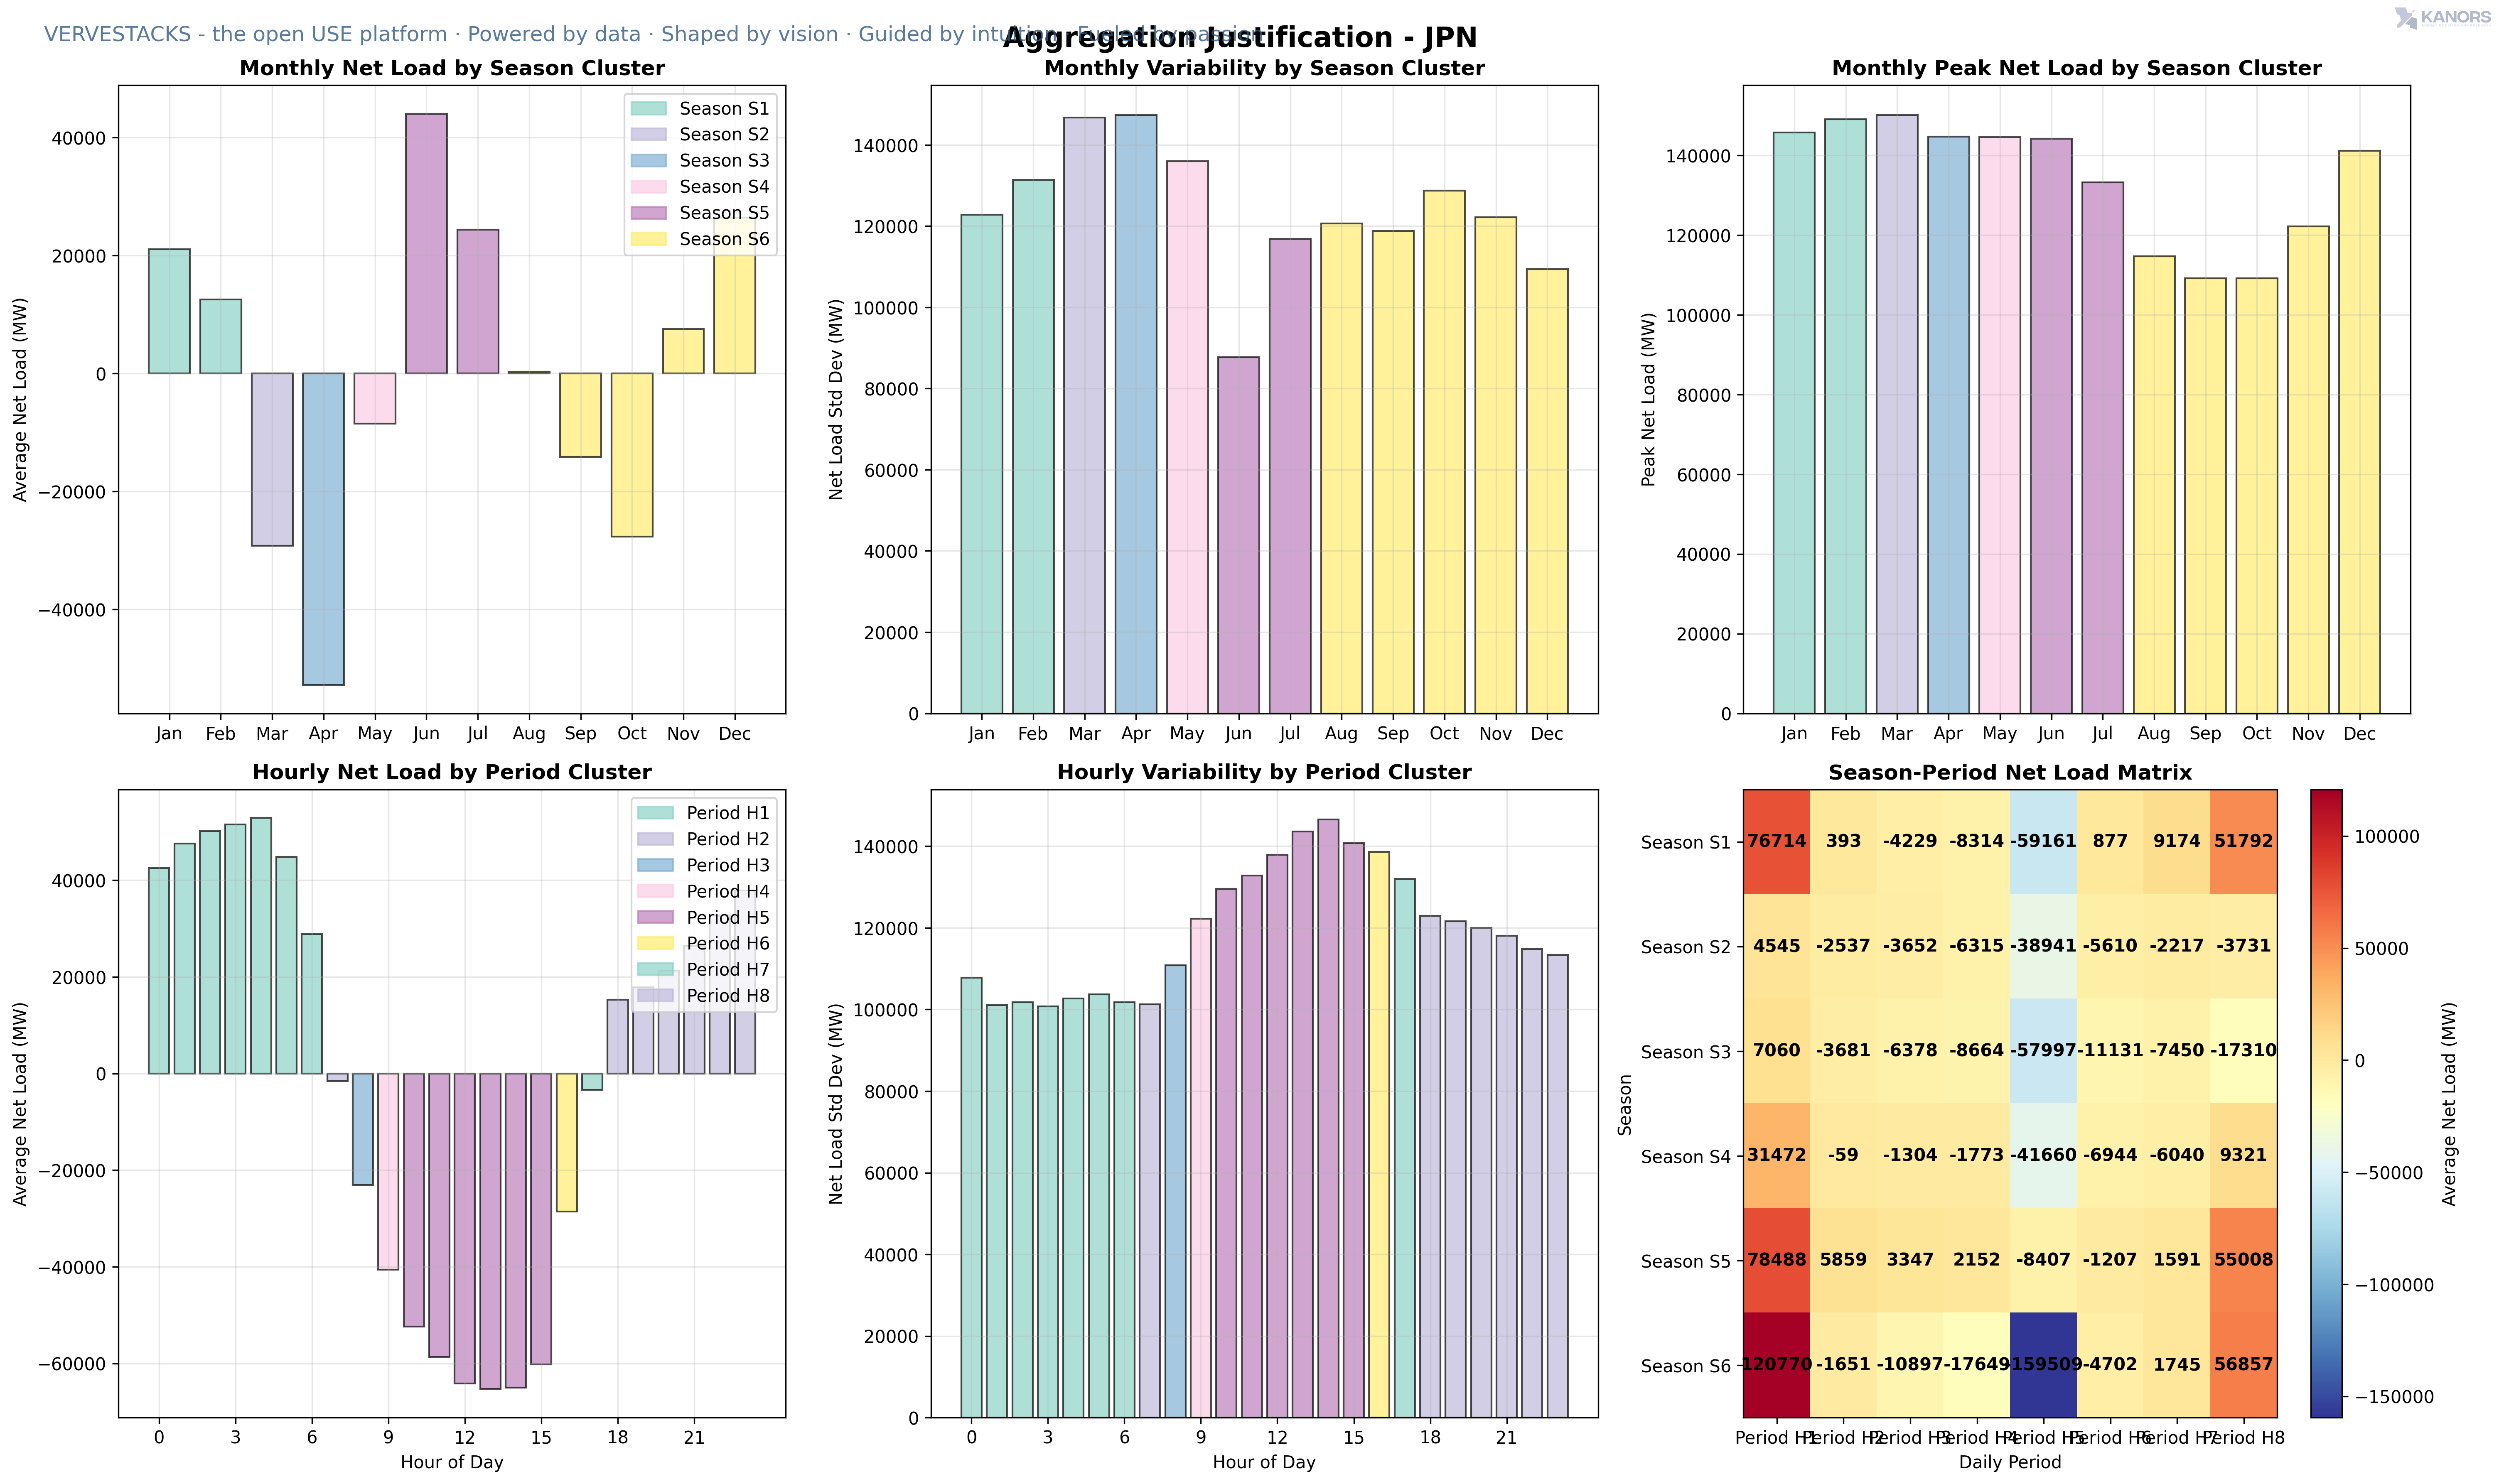 VERVESTACKS - the open USE platform · Powered by data · Shaped by vision · Guided by intuition · Fueled by passion
KANORS
Aggregation Justification - JPN
Monthly Net Load by Season Cluster
Average Net Load (MW)
40000
20000
0
−20000
−40000
Season S1
Season S2
Season S3
Season S4
Season S5
Season S6
Jan Feb Mar Apr May Jun Jul Aug Sep Oct Nov Dec
Monthly Variability by Season Cluster
Net Load Std Dev (MW)
140000
120000
100000
80000
60000
40000
20000
0
Jan Feb Mar Apr May Jun Jul Aug Sep Oct Nov Dec
Monthly Peak Net Load by Season Cluster
Peak Net Load (MW)
140000
120000
100000
80000
60000
40000
20000
0
Jan Feb Mar Apr May Jun Jul Aug Sep Oct Nov Dec
Hourly Net Load by Period Cluster
Average Net Load (MW)
40000
20000
0
−20000
−40000
−60000
Period H1
Period H2
Period H3
Period H4
Period H5
Period H6
Period H7
Period H8
0 3 6 9 12 15 18 21
Hour of Day
Hourly Variability by Period Cluster
Net Load Std Dev (MW)
140000
120000
100000
80000
60000
40000
20000
0
0 3 6 9 12 15 18 21
Hour of Day
Season-Period Net Load Matrix
Season
Season S1 76714 393 -4229 -8314 -59161 877 9174 51792
Season S2 4545 -2537 -3652 -6315 -38941 -5610 -2217 -3731
Season S3 7060 -3681 -6378 -8664 -57997 -11131 -7450 -17310
Season S4 31472 -59 -1304 -1773 -41660 -6944 -6040 9321
Season S5 78488 5859 3347 2152 -8407 -1207 1591 55008
Season S6 120770 -1651 -10897 -17649 -159509 -4702 1745 56857
Period H1 Period H2 Period H3 Period H4 Period H5 Period H6 Period H7 Period H8
Daily Period
100000
50000
0
−50000
−100000
−150000
Average Net Load (MW)